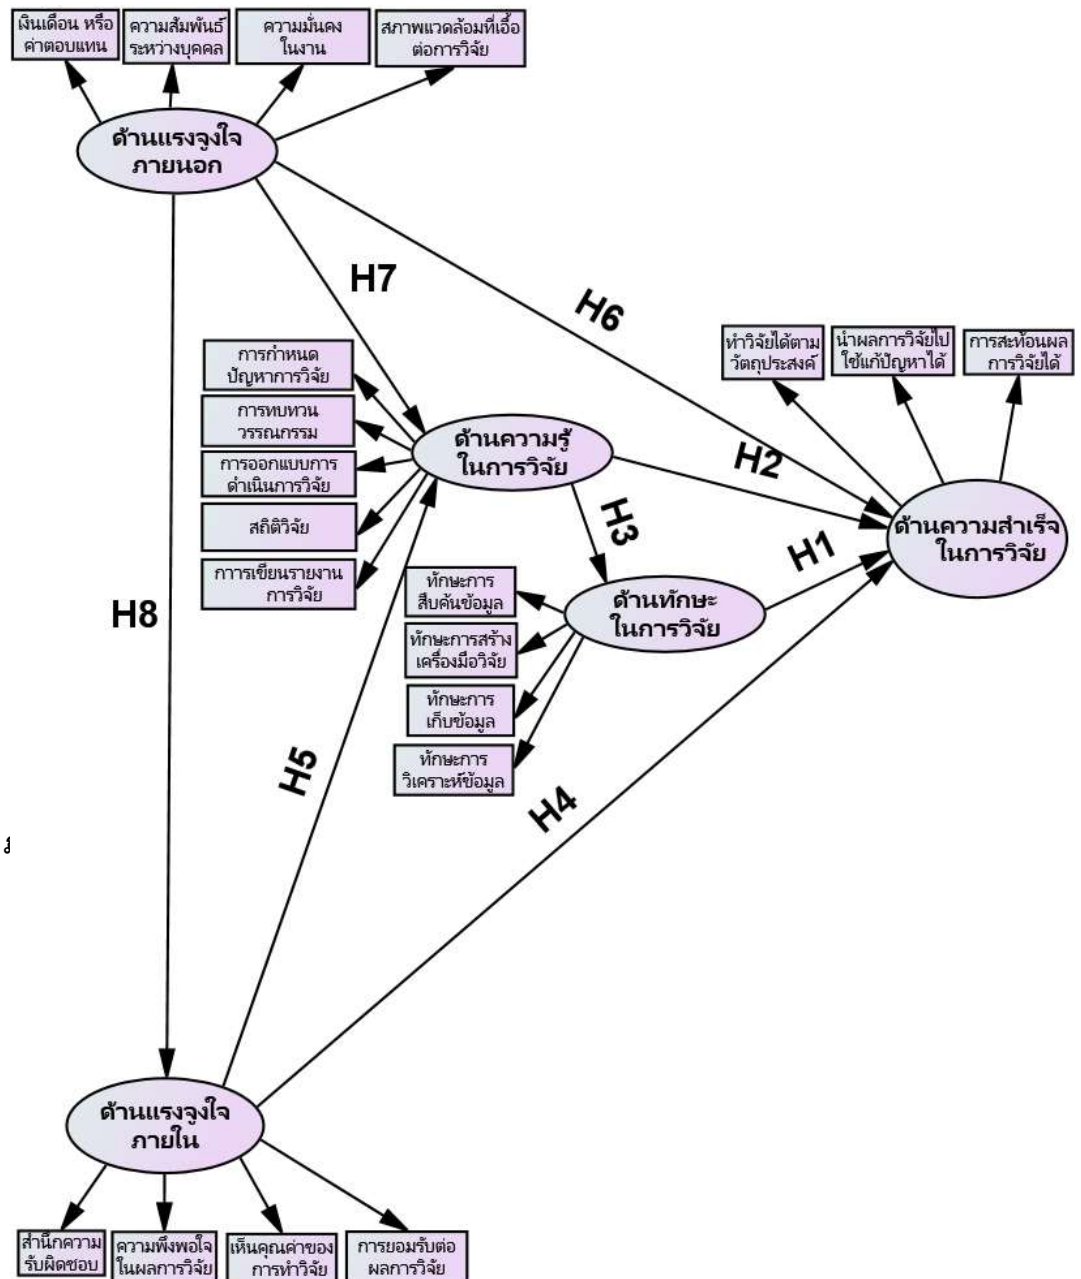 เงินเดือน หรือ
ค่าตอบแทน
ความสัมพันธ์
ระหว่างบุคคล
ความมั่นคง
ในงาน
สภาพแวดล้อมที่เอื้อ
ต่อการวิจัย
ด้านแรงจูงใจ
ภายนอก
H7
H6
การกำหนด
ปัญหาการวิจัย
การทบทวน
วรรณกรรม
การออกแบบการ
ดำเนินการวิจัย
สถิติวิจัย
กาารเขียนรายงาน
การวิจัย
ด้านความรู้
ในการวิจัย
H2
ทำวิจัยได้ตาม
วัตถุประสงค์
นำผลการวิจัยไป
ใช้แก้ปัญหาได้
การสะท้อนผล
การวิจัยได้
ด้านความสำเร็จ
ในการวิจัย
H3
H1
ทักษะการ
สืบค้นข้อมูล
ทักษะการสร้าง
เครื่องมือวิจัย
ทักษะการ
เก็บข้อมูล
ทักษะการ
วิเคราะห์ข้อมูล
ด้านทักษะ
ในการวิจัย
H8
H5
H4
ด้านแรงจูงใจ
ภายใน
สำนึกความ
รับผิดชอบ
ความพึงพอใจ
ในผลการวิจัย
เห็นคุณค่าของ
การทำวิจัย
การยอมรับต่อ
ผลการวิจัย